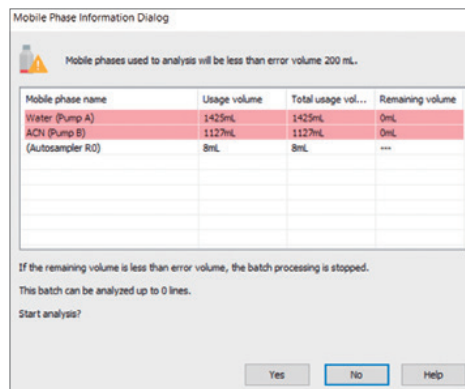 Mobile Phase Information Dialog
Mobile phases used to analysis will be less than error volume 200 mL.
Mobile phase name Usage volume Total usage vol... Remaining volume
Water (Pump A) 1425mL 1425mL 0mL
ACN (Pump B) 1127mL 1127mL 0mL
(Autosampler R0) 8mL 8mL ---
If the remaining volume is less than error volume, the batch processing is stopped.
This batch can be analyzed up to 0 lines.
Start analysis?
Yes No Help